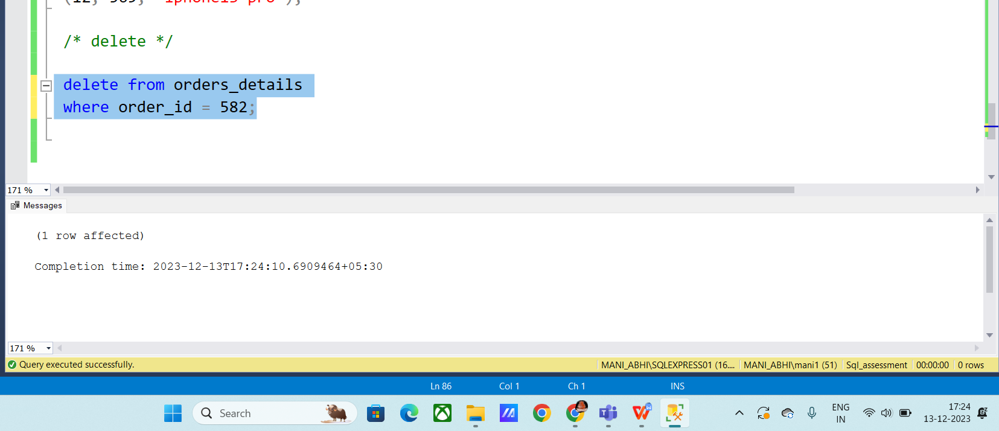 /* delete */
delete from orders_details
where order_id = 582;
171 %
Messages
(1 row affected)
Completion time: 2023-12-13T17:24:10.6909464+05:30
171 %
Query executed successfully.
MANI_ABHI\SQLEXPRESS01 (16....
MANI_ABHI\mani1 (51)
Sql_assessment
00:00:00
0 rows
Ln 86
Col 1
Ch 1
INS
Search
ENG
IN
17:24
13-12-2023